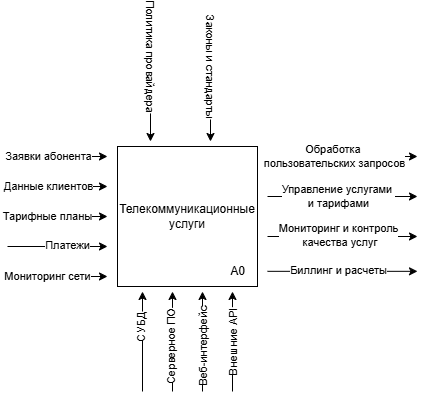 Политика провайдера
Законы и стандарты
Заявки абонента
Данные клиентов
Тарифные планы
Платежи
Мониторинг сети
Телекоммуникационные
услуги
A0
Обработка
пользовательских запросов
Управление услугами
и тарифами
Мониторинг и контроль
качества услуг
Биллинг и расчеты
СУБД
Серверное ПО
Веб-интерфейс
Внешние API